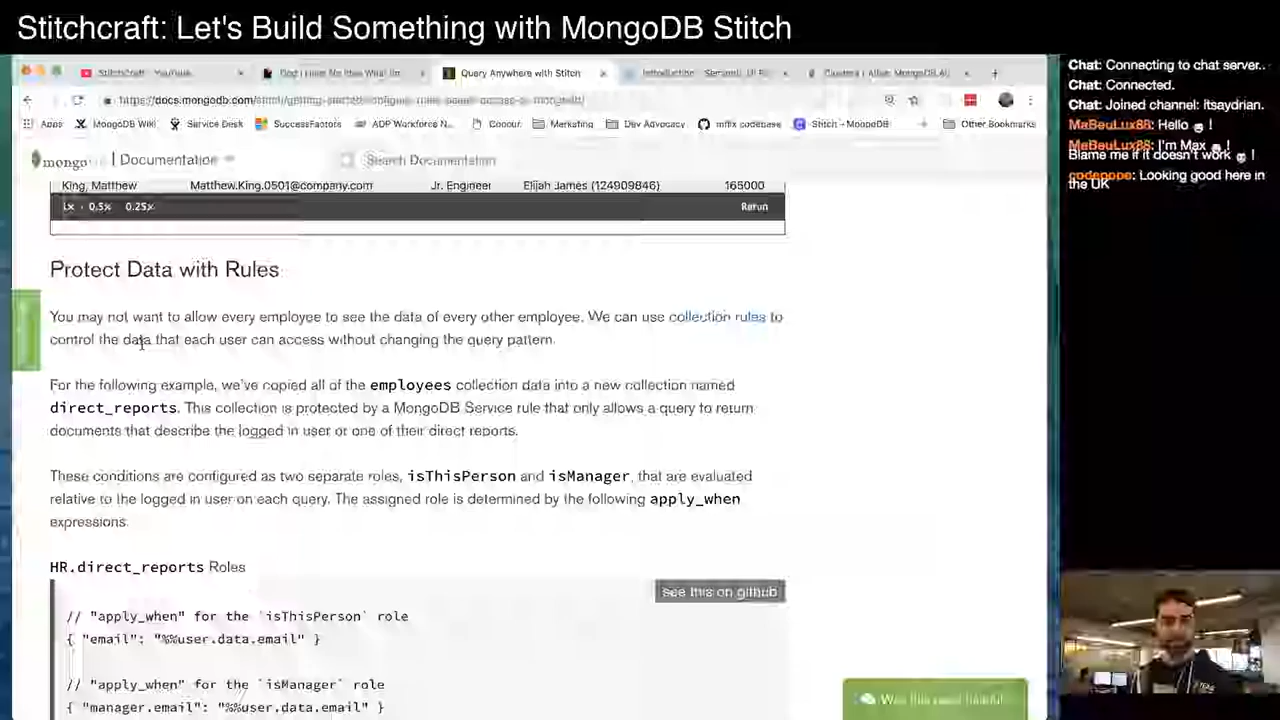 Stitchcraft: Let's Build Something with MongoDB Stitch
Query Anywhere with Stitch
Apps MongoDB Wiki Service Desk SuccessFactors ADP Workforce N... Concur Marketing Dev Advocacy mflix codebase Stitch - MongoDB Other Bookmarks
mongo | Documentation Search Documentation
King, Matthew Matthew.King.0501@company.com Jr. Engineer Elijah James (124909846) 165000
1x 0.5x 0.25x Rerun
Protect Data with Rules
You may not want to allow every employee to see the data of every other employee. We can use collection rules to
control the data that each user can access without changing the query pattern.
For the following example, we've copied all of the employees collection data into a new collection named
direct_reports. This collection is protected by a MongoDB Service rule that only allows a query to return
documents that describe the logged in user or one of their direct reports.
These conditions are configured as two separate roles, isThisPerson and isManager, that are evaluated
relative to the logged in user on each query. The assigned role is determined by the following apply_when
expressions.
HR.direct_reports Roles
see this on github
// "apply_when" for the `isThisPerson` role
{ "email": "%%user.data.email" }
// "apply_when" for the `isManager` role
{ "manager.email": "%%user.data.email" }
Was this page helpful?
Chat: Connecting to chat server..
Chat: Connected.
Chat: Joined channel: itsaydrian.
MaBeuLux88: Hello !
MaBeuLux88: I'm Max !
Blame me if it doesn't work !
codepope: Looking good here in
the UK